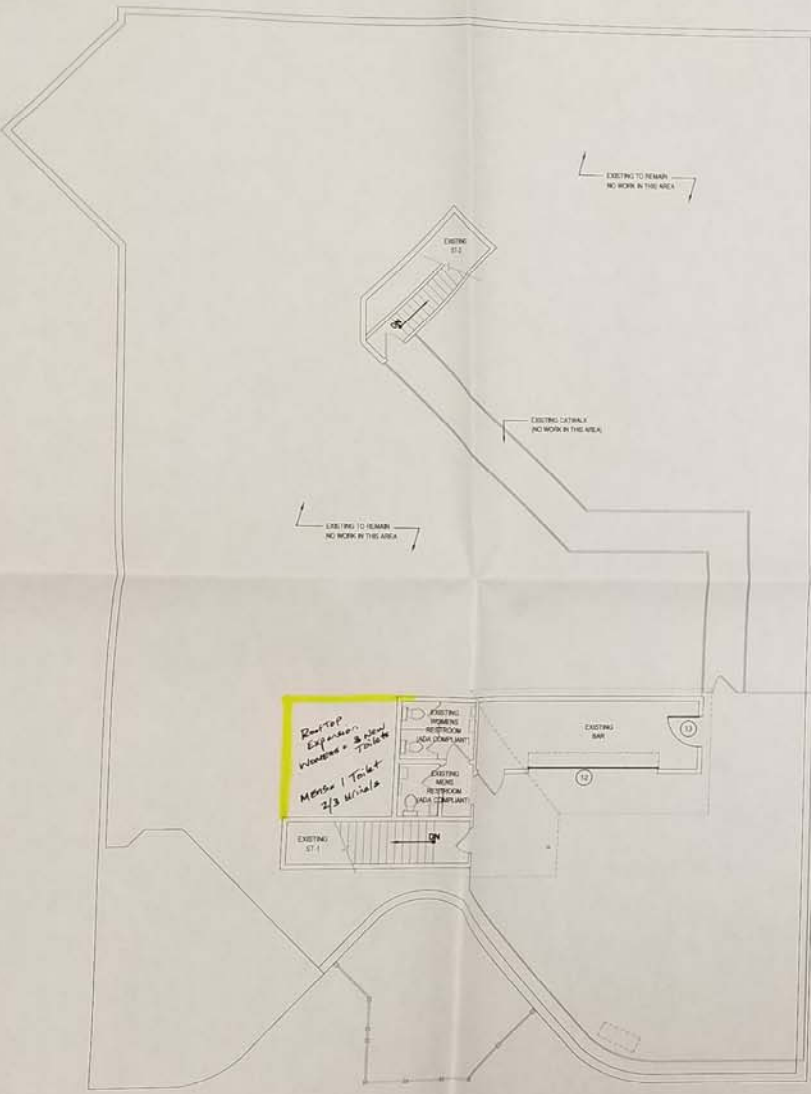 EXISTING TO REMAIN
NO WORK IN THIS AREA
EXISTING
ST-2
DN
EXISTING CATWALK
(NO WORK IN THIS AREA)
EXISTING TO REMAIN
NO WORK IN THIS AREA
RoofTop
Expansion
Womens = 3 New
Toilets
Mens = 1 Toilet
2/3 Urinals
EXISTING
WOMENS
RESTROOM
(ADA COMPLIANT)
EXISTING
MENS
RESTROOM
(ADA COMPLIANT)
EXISTING
BAR
13
12
EXISTING
ST-1
DN